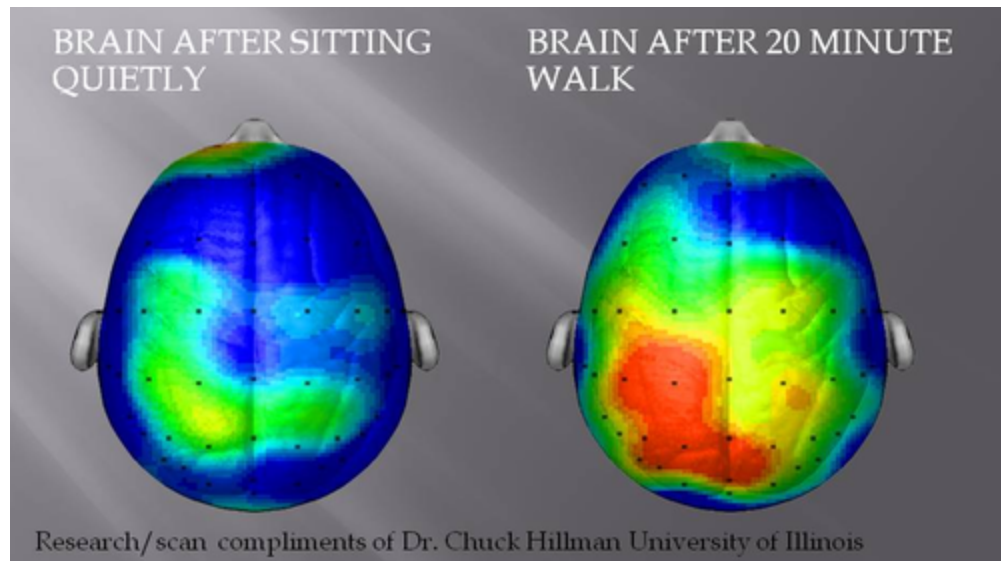 BRAIN AFTER SITTING
QUIETLY
BRAIN AFTER 20 MINUTE
WALK
Research/scan compliments of Dr. Chuck Hillman University of Illinois